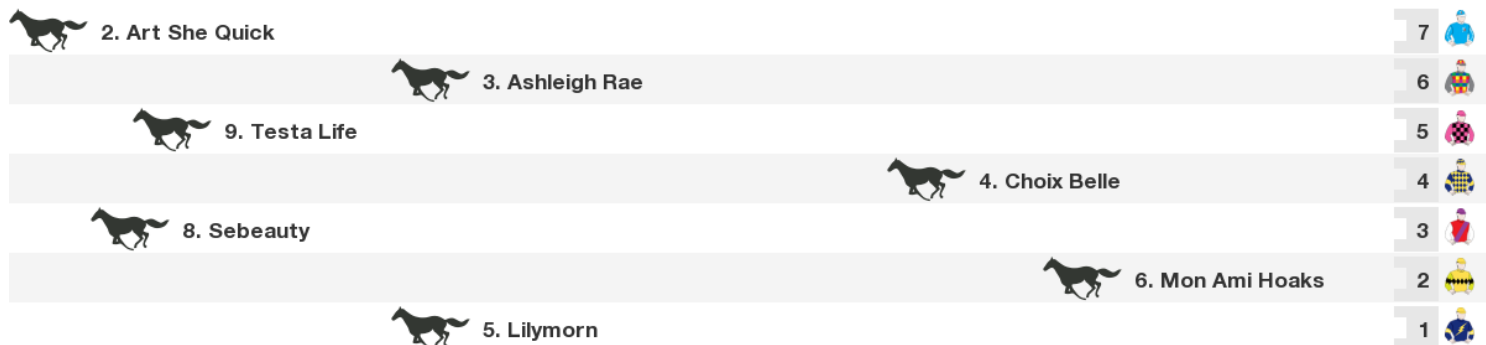 2. Art She Quick 7
3. Ashleigh Rae 6
9. Testa Life 5
4. Choix Belle 4
8. Sebeauty 3
6. Mon Ami Hoaks 2
5. Lilymorn 1